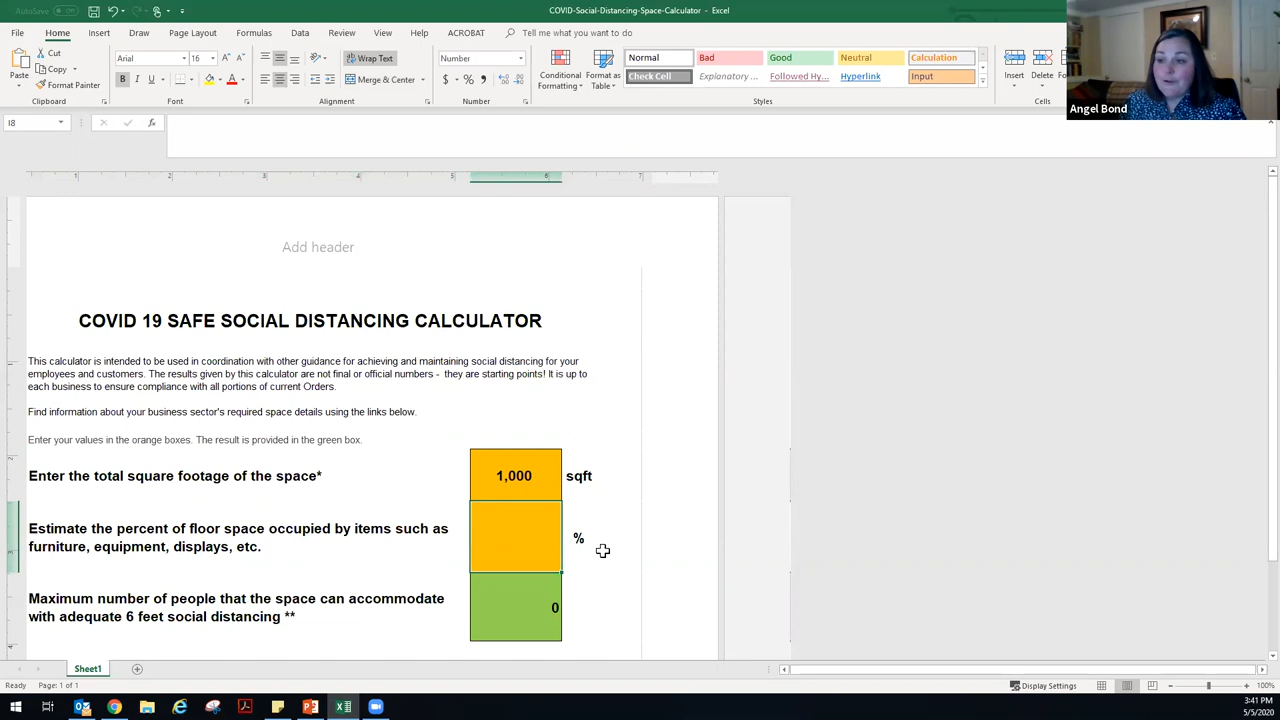 AutoSave
Off
COVID-Social-Distancing-Space-Calculator - Excel
File Home Insert Draw Page Layout Formulas Data Review View Help ACROBAT Tell me what you want to do
Paste
Cut
Copy
Format Painter
Clipboard
Arial 16
B I U
Font
Wrap Text
Merge & Center
Alignment
Number
$ % ,
Number
Conditional Formatting
Format as Table
Normal Bad Good Neutral Calculation
Check Cell Explanatory ... Followed Hy... Hyperlink Input
Styles
Insert Delete
Cells
Angel Bond
I8
fx
1 2 3 4 5 6 7
Add header
COVID 19 SAFE SOCIAL DISTANCING CALCULATOR
This calculator is intended to be used in coordination with other guidance for achieving and maintaining social distancing for your
employees and customers. The results given by this calculator are not final or official numbers - they are starting points! It is up to
each business to ensure compliance with all portions of current Orders.
Find information about your business sector's required space details using the links below.
Enter your values in the orange boxes. The result is provided in the green box.
Enter the total square footage of the space* 1,000 sqft
Estimate the percent of floor space occupied by items such as
furniture, equipment, displays, etc.
%
Maximum number of people that the space can accommodate
with adequate 6 feet social distancing **
0
Sheet1
Ready Page: 1 of 1
Display Settings
100%
3:41 PM
5/5/2020